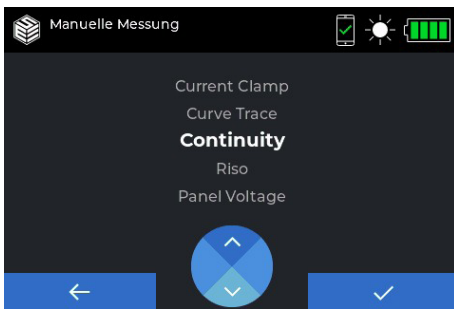 Manuelle Messung
Current Clamp
Curve Trace
Continuity
Riso
Panel Voltage